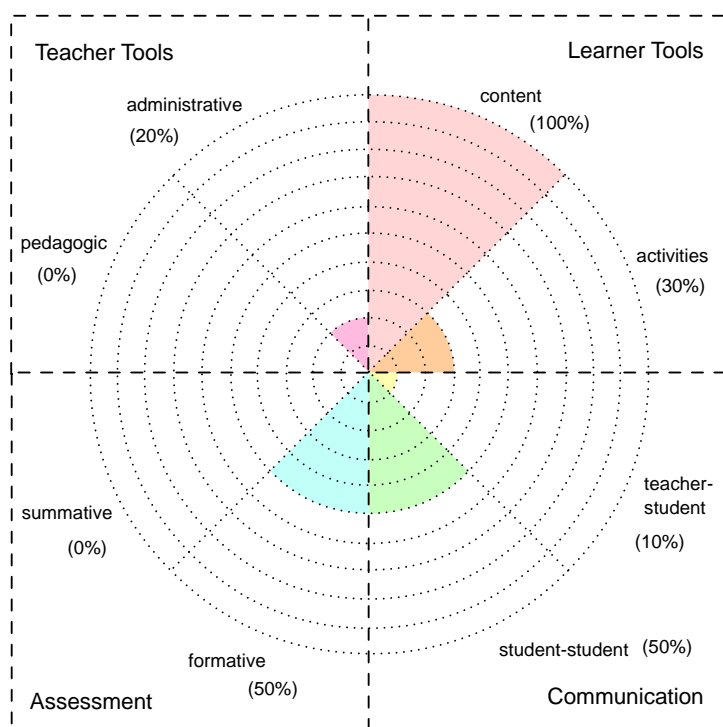 Teacher Tools
Learner Tools
administrative
(20%)
content
(100%)
pedagogic
(0%)
activities
(30%)
summative
(0%)
teacher-
student
(10%)
formative
(50%)
student-student (50%)
Assessment
Communication